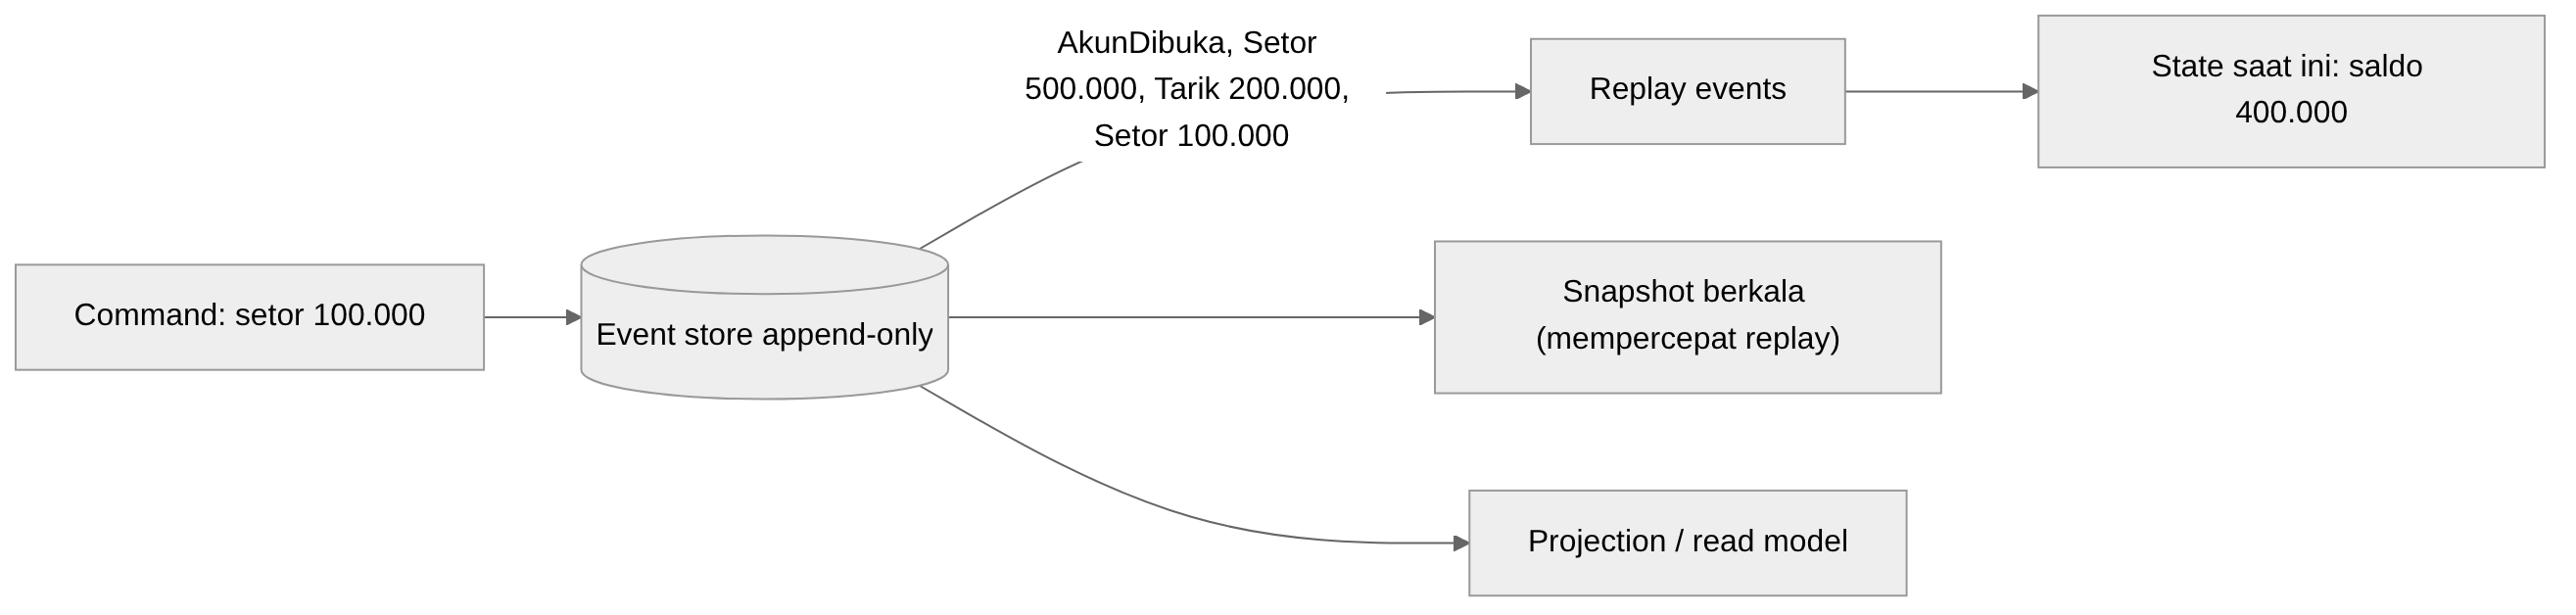 Command: setor 100.000
Event store append-only
AkunDibuka, Setor
500.000, Tarik 200.000,
Setor 100.000
Replay events
State saat ini: saldo
400.000
Snapshot berkala
(mempercepat replay)
Projection / read model